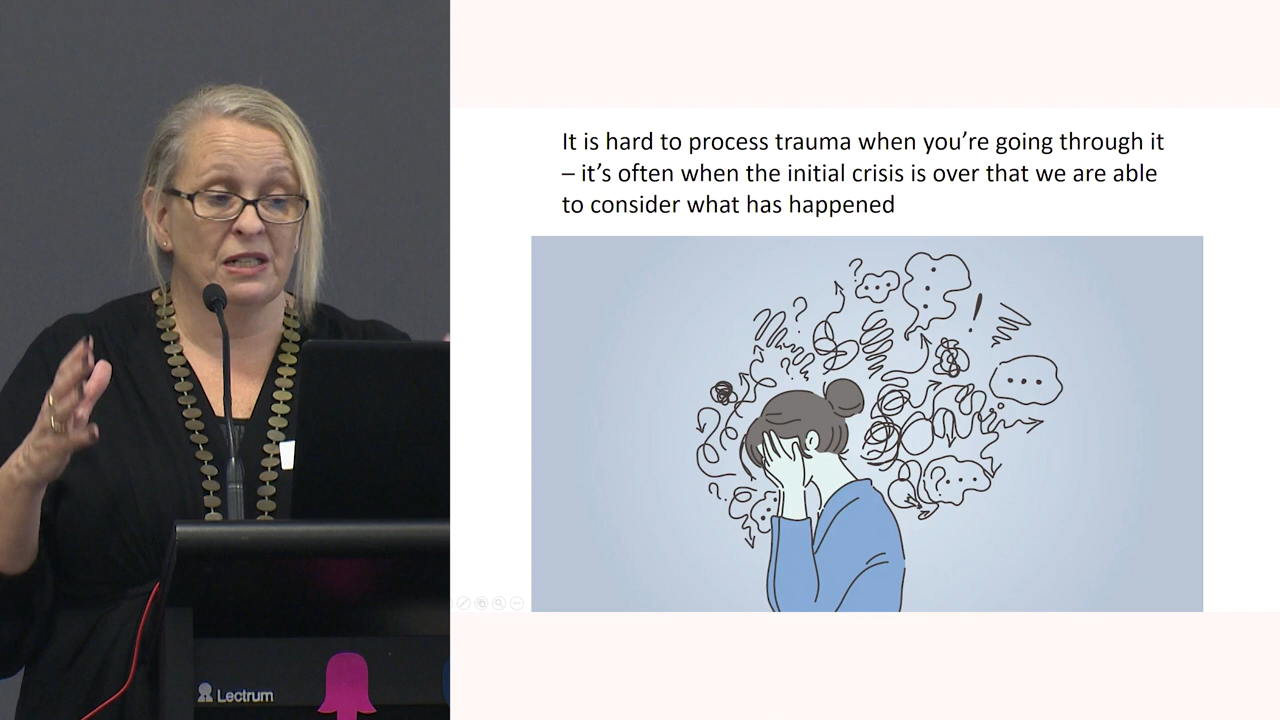 It is hard to process trauma when you’re going through it
– it’s often when the initial crisis is over that we are able
to consider what has happened
Lectrum